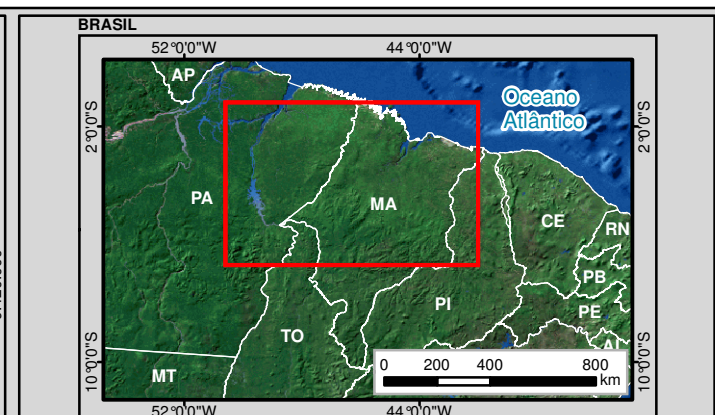 BRASIL
52°0'0"W 44°0'0"W
AP
Oceano
Atlântico
2°0'0"S 2°0'0"S
PA
MA
CE
RN
PB
PI
PE
TO
AL
MT
0 200 400 800
km
10°0'0"S 10°0'0"S
52°0'0"W 44°0'0"W